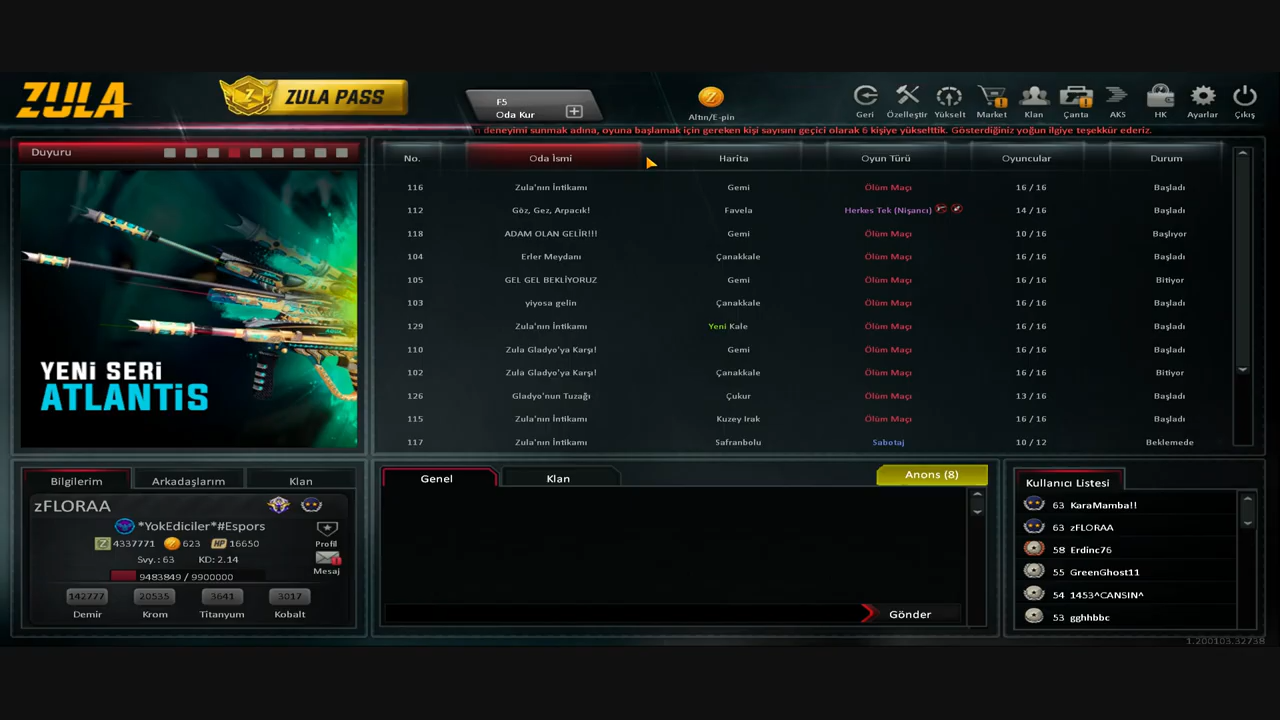 ZULA
ZULA PASS
F5
Oda Kur
Altın/E-pin
Geri
Özelleştir
Yükselt
Market
Klan
Çanta
AKS
HK
Ayarlar
Çıkış
deneyimi sunmak adına, oyuna başlamak için gereken kişi sayısını geçici olarak 6 kişiye yükselttik. Gösterdiğiniz yoğun ilgiye teşekkür ederiz.
Duyuru
YENİ SERİ
ATLANTİS
No. Oda İsmi Harita Oyun Türü Oyuncular Durum
116 Zula'nın İntikamı Gemi Ölüm Maçı 16 / 16 Başladı
112 Göz, Gez, Arpacık! Favela Herkes Tek (Nişancı) 14 / 16 Başladı
118 ADAM OLAN GELİR!!! Gemi Ölüm Maçı 10 / 16 Başlıyor
104 Erler Meydanı Çanakkale Ölüm Maçı 16 / 16 Başladı
105 GEL GEL BEKLİYORUZ Gemi Ölüm Maçı 16 / 16 Bitiyor
103 yiyosa gelin Çanakkale Ölüm Maçı 16 / 16 Başladı
129 Zula'nın İntikamı Yeni Kale Ölüm Maçı 16 / 16 Başladı
110 Zula Gladyo'ya Karşı! Gemi Ölüm Maçı 16 / 16 Başladı
102 Zula Gladyo'ya Karşı! Çanakkale Ölüm Maçı 16 / 16 Bitiyor
126 Gladyo'nun Tuzağı Çukur Ölüm Maçı 13 / 16 Başladı
115 Zula'nın İntikamı Kuzey Irak Ölüm Maçı 16 / 16 Başladı
117 Zula'nın İntikamı Safranbolu Sabotaj 10 / 12 Beklemede
Bilgilerim Arkadaşlarım Klan
zFLORAA
*YokEdiciler*#Espors
4337771 623 HP 16650
Svy. : 63 KD: 2.14
9483849 / 9900000
Profil
Mesaj
142777 20535 3641 3017
Demir Krom Titanyum Kobalt
Genel Klan
Anons (8)
Gönder
Kullanıcı Listesi
63 KaraMamba!!
63 zFLORAA
58 Erdinc76
55 GreenGhost11
54 1453^CANSIN^
53 gghhbbc
1.200103.32738